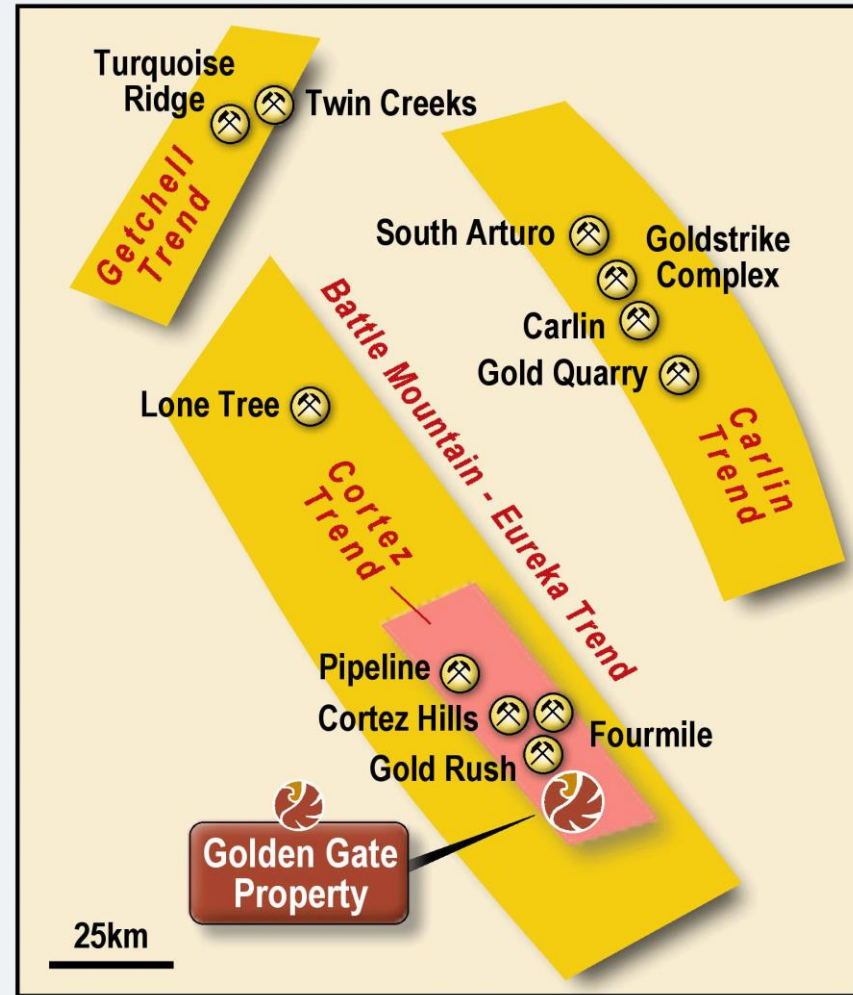 Turquoise
Ridge
Twin Creeks
Getchell
Trend
South Arturo
Goldstrike
Complex
Carlin
Gold Quarry
Carlin
Trend
Battle Mountain - Eureka Trend
Lone Tree
Cortez
Trend
Pipeline
Cortez Hills
Fourmile
Gold Rush
Golden Gate
Property
25km